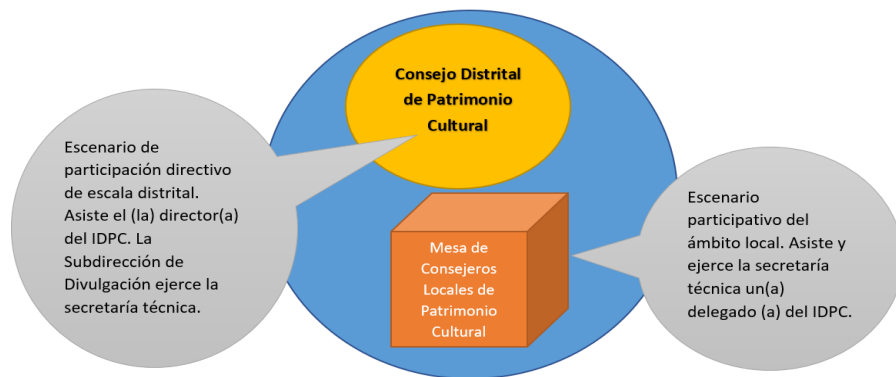 Consejo Distrital
de Patrimonio
Cultural
Escenario de
participación directivo
de escala distrital.
Asiste el (la) director(a)
del IDPC. La
Subdirección de
Divulgación ejerce la
secretaría técnica.
Mesa de
Consejeros
Locales de
Patrimonio
Cultural
Escenario
participativo del
ámbito local. Asiste y
ejerce la secretaría
técnica un(a)
delegado (a) del IDPC.